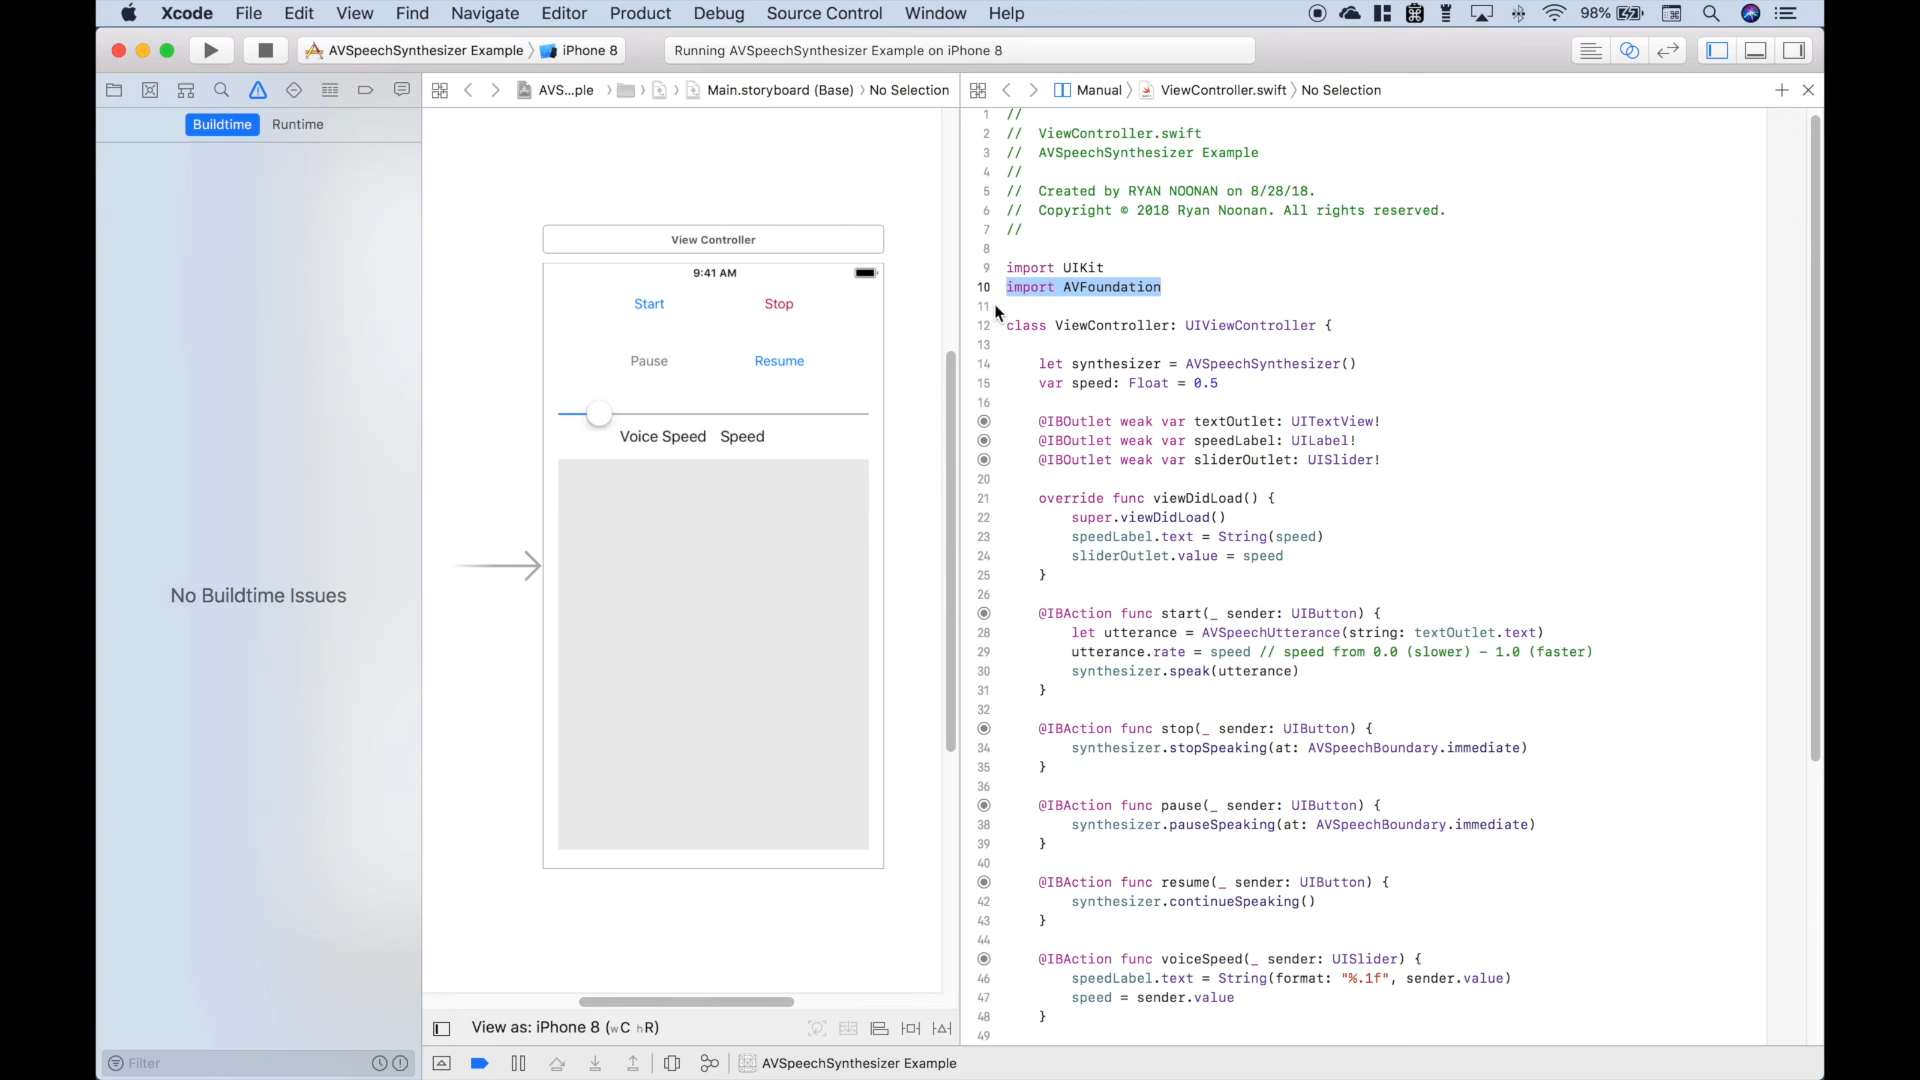 Xcode File Edit View Find Navigate Editor Product Debug Source Control Window Help 98%
AVSpeechSynthesizer Example iPhone 8
Running AVSpeechSynthesizer Example on iPhone 8
AVS...ple Main.storyboard (Base) No Selection
Manual ViewController.swift No Selection
Buildtime Runtime
No Buildtime Issues
Filter
View Controller
9:41 AM
Start Stop
Pause Resume
Voice Speed Speed
View as: iPhone 8 (wC hR)
AVSpeechSynthesizer Example
1 //
2 // ViewController.swift
3 // AVSpeechSynthesizer Example
4 //
5 // Created by RYAN NOONAN on 8/28/18.
6 // Copyright © 2018 Ryan Noonan. All rights reserved.
7 //
8
9 import UIKit
10 import AVFoundation
11
12 class ViewController: UIViewController {
13
14 let synthesizer = AVSpeechSynthesizer()
15 var speed: Float = 0.5
16
@IBOutlet weak var textOutlet: UITextView!
@IBOutlet weak var speedLabel: UILabel!
@IBOutlet weak var sliderOutlet: UISlider!
20
21 override func viewDidLoad() {
22 super.viewDidLoad()
23 speedLabel.text = String(speed)
24 sliderOutlet.value = speed
25 }
26
@IBAction func start(_ sender: UIButton) {
28 let utterance = AVSpeechUtterance(string: textOutlet.text)
29 utterance.rate = speed // speed from 0.0 (slower) - 1.0 (faster)
30 synthesizer.speak(utterance)
31 }
32
@IBAction func stop(_ sender: UIButton) {
34 synthesizer.stopSpeaking(at: AVSpeechBoundary.immediate)
35 }
36
@IBAction func pause(_ sender: UIButton) {
38 synthesizer.pauseSpeaking(at: AVSpeechBoundary.immediate)
39 }
40
@IBAction func resume(_ sender: UIButton) {
42 synthesizer.continueSpeaking()
43 }
44
@IBAction func voiceSpeed(_ sender: UISlider) {
46 speedLabel.text = String(format: "%.1f", sender.value)
47 speed = sender.value
48 }
49